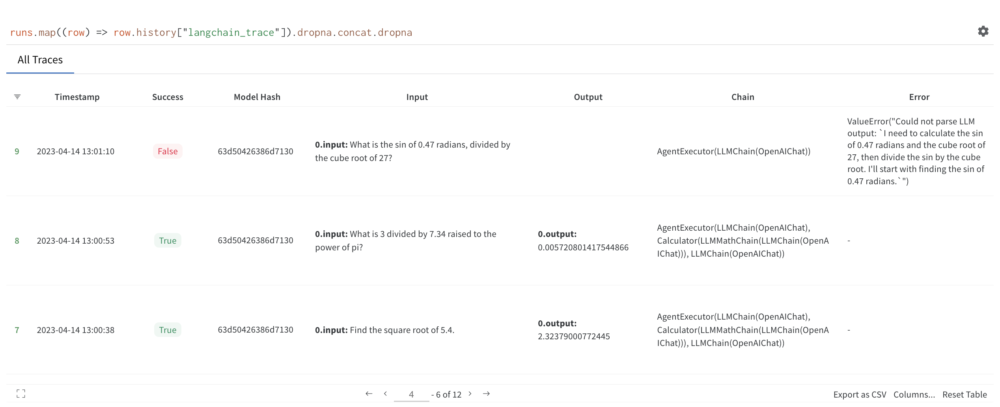 runs.map((row) => row.history["langchain_trace"]).dropna.concat.dropna
All Traces
Timestamp Success Model Hash Input Output Chain Error
9 2023-04-14 13:01:10 False 63d50426386d7130
0.input: What is the sin of 0.47 radians, divided by
the cube root of 27?
AgentExecutor(LLMChain(OpenAIChat))
ValueError("Could not parse LLM
output: `I need to calculate the sin
of 0.47 radians and the cube root of
27, then divide the sin by the cube
root. I'll start with finding the sin of
0.47 radians.`")
8 2023-04-14 13:00:53 True 63d50426386d7130
0.input: What is 3 divided by 7.34 raised to the
power of pi?
0.output:
0.005720801417544866
AgentExecutor(LLMChain(OpenAIChat),
Calculator(LLMMathChain(LLMChain(OpenA
IChat))), LLMChain(OpenAIChat))
-
7 2023-04-14 13:00:38 True 63d50426386d7130
0.input: Find the square root of 5.4.
0.output:
2.32379000772445
AgentExecutor(LLMChain(OpenAIChat),
Calculator(LLMMathChain(LLMChain(OpenA
IChat))), LLMChain(OpenAIChat))
-
4 - 6 of 12
Export as CSV Columns... Reset Table